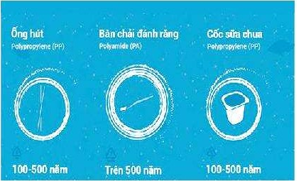 Ống hút
Polypropylene (PP)
100-500 năm
Bàn chải đánh răng
Polyamide (PA)
Trên 500 năm
Cốc sữa chua
Polypropylene (PP)
100-500 năm